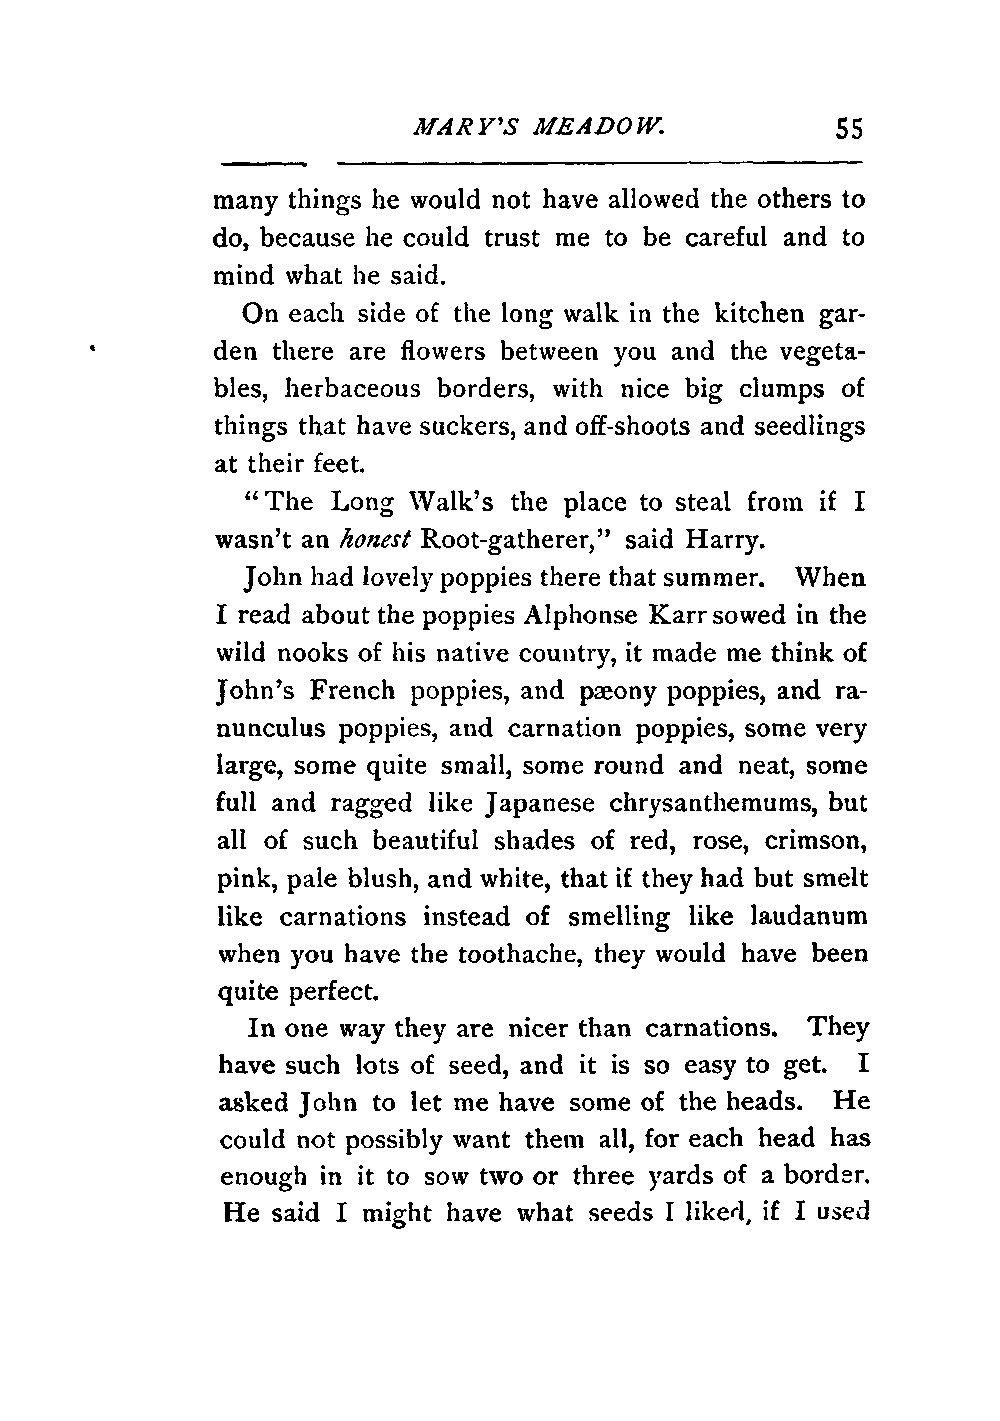 MARY'S MEADOW. 55
many things he would not have allowed the others to
do, because he could trust me to be careful and to
mind what he said.
On each side of the long walk in the kitchen gar-
den there are flowers between you and the vegeta-
bles, herbaceous borders, with nice big clumps of
things that have suckers, and off-shoots and seedlings
at their feet.
"The Long Walk's the place to steal from if I
wasn't an honest Root-gatherer," said Harry.
John had lovely poppies there that summer. When
I read about the poppies Alphonse Karr sowed in the
wild nooks of his native country, it made me think of
John's French poppies, and pæony poppies, and ra-
nunculus poppies, and carnation poppies, some very
large, some quite small, some round and neat, some
full and ragged like Japanese chrysanthemums, but
all of such beautiful shades of red, rose, crimson,
pink, pale blush, and white, that if they had but smelt
like carnations instead of smelling like laudanum
when you have the toothache, they would have been
quite perfect.
In one way they are nicer than carnations. They
have such lots of seed, and it is so easy to get. I
asked John to let me have some of the heads. He
could not possibly want them all, for each head has
enough in it to sow two or three yards of a border.
He said I might have what seeds I liked, if I used